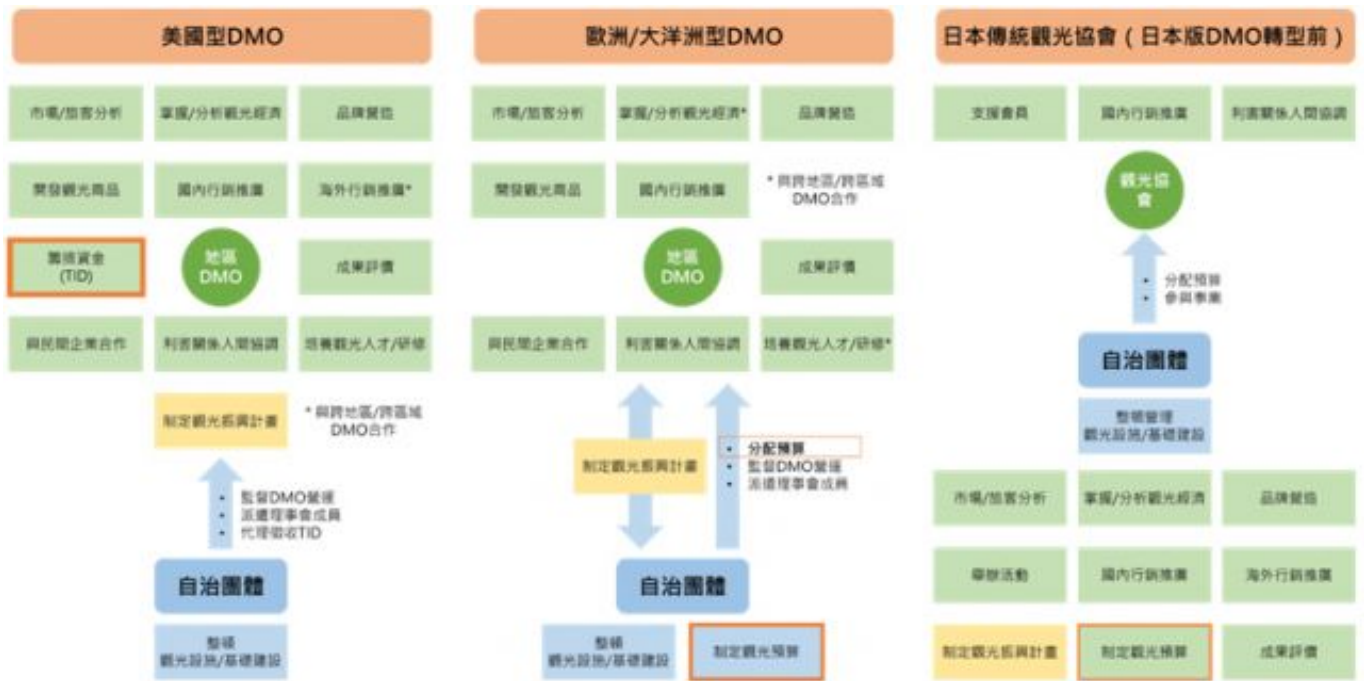 美國型DMO
市場/旅客分析
掌握/分析觀光經濟
品牌營造
開發觀光商品
國內行銷推廣
海外行銷推廣*
籌措資金
(TID)
地區
DMO
成果評價
與民間企業合作
利害關係人間協調
培養觀光人才/研修
制定觀光振興計畫
* 與跨地區/跨區域
DMO合作
• 監督DMO營運
• 派遣理事會成員
• 代理徵收TID
自治團體
整頓
觀光設施/基礎建設
歐洲/大洋洲型DMO
市場/旅客分析
掌握/分析觀光經濟*
品牌營造
開發觀光商品
國內行銷推廣
* 與跨地區/跨區域
DMO合作
地區
DMO
成果評價
與民間企業合作
利害關係人間協調
培養觀光人才/研修*
制定觀光振興計畫
• 分配預算
• 監督DMO營運
• 派遣理事會成員
自治團體
整頓
觀光設施/基礎建設
制定觀光預算
日本傳統觀光協會（日本版DMO轉型前）
支援會員
國內行銷推廣
利害關係人間協調
觀光協
會
• 分配預算
• 參與事業
自治團體
整頓管理
觀光設施/基礎建設
市場/旅客分析
掌握/分析觀光經濟
品牌營造
舉辦活動
國內行銷推廣
海外行銷推廣
制定觀光振興計畫
制定觀光預算
成果評價